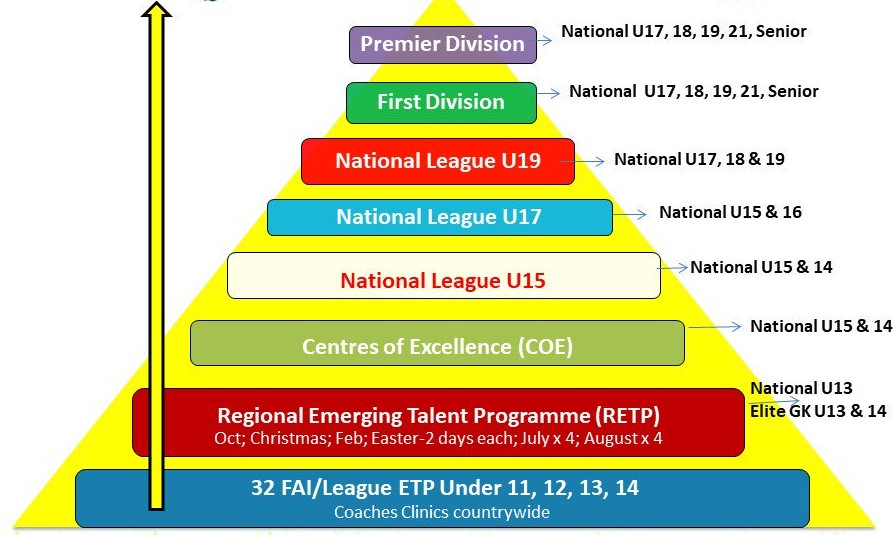 Premier Division
National U17, 18, 19, 21, Senior
First Division
National U17, 18, 19, 21, Senior
National League U19
National U17, 18 & 19
National League U17
National U15 & 16
National League U15
National U15 & 14
Centres of Excellence (COE)
National U15 & 14
Regional Emerging Talent Programme (RETP)
Oct; Christmas; Feb; Easter-2 days each; July x 4; August x 4
National U13
Elite GK U13 & 14
32 FAI/League ETP Under 11, 12, 13, 14
Coaches Clinics countrywide